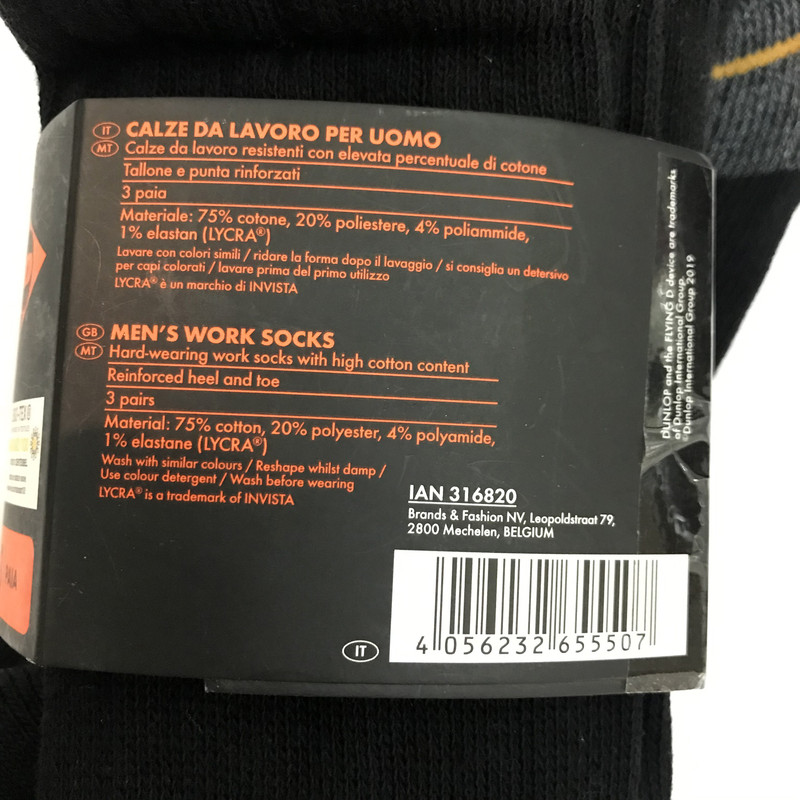 IT CALZE DA LAVORO PER UOMO
MT Calze da lavoro resistenti con elevata percentuale di cotone
Tallone e punta rinforzati
3 paia
Materiale: 75% cotone, 20% poliestere, 4% poliammide,
1% elastan (LYCRA®)
Lavare con colori simili / ridare la forma dopo il lavaggio / si consiglia un detersivo
per capi colorati / lavare prima del primo utilizzo
LYCRA® è un marchio di INVISTA
GB MEN'S WORK SOCKS
MT Hard-wearing work socks with high cotton content
Reinforced heel and toe
3 pairs
Material: 75% cotton, 20% polyester, 4% polyamide,
1% elastane (LYCRA®)
Wash with similar colours / Reshape whilst damp /
Use colour detergent / Wash before wearing
LYCRA® is a trademark of INVISTA
IAN 316820
Brands & Fashion NV, Leopoldstraat 79,
2800 Mechelen, BELGIUM
IT
4 056232 655507
DUNLOP and the FLYING D device are trademarks
of Dunlop International Group.
©Dunlop International Group 2019
PAIA